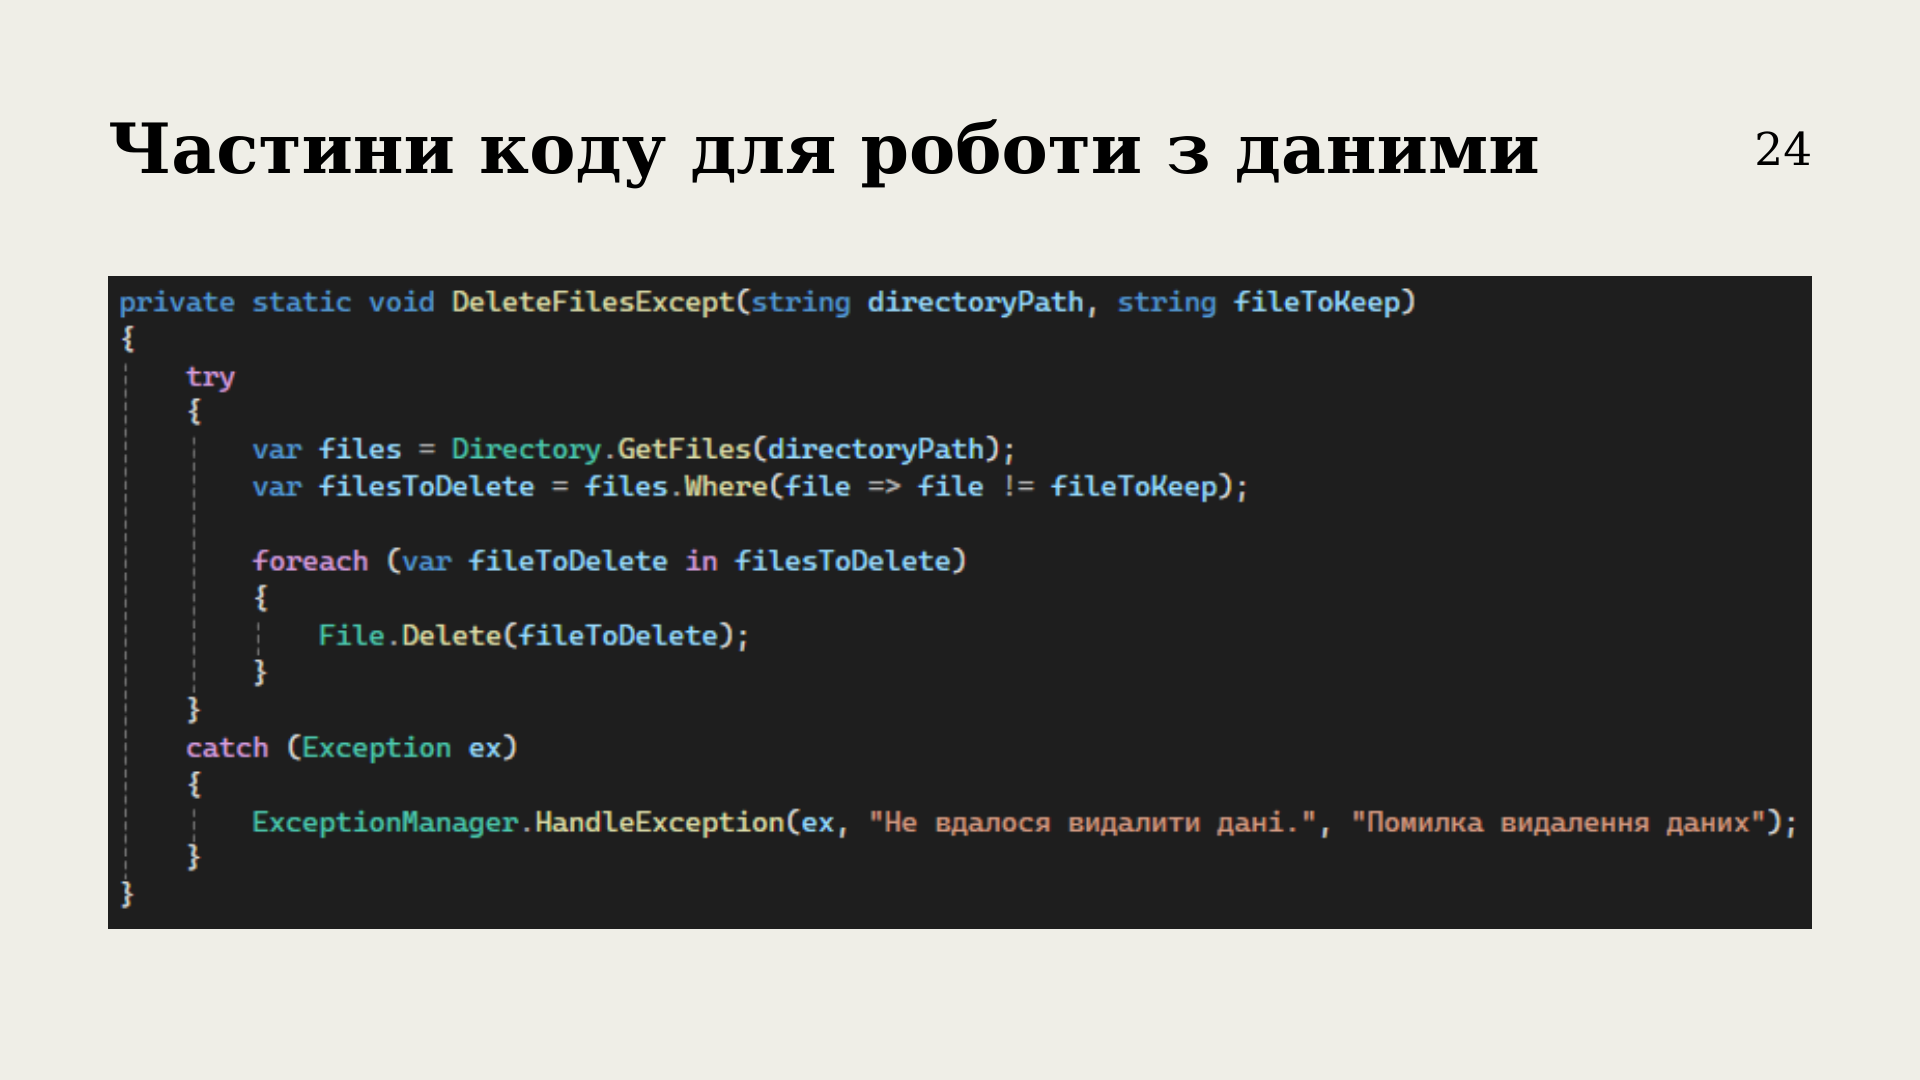 Частини коду для роботи з даними
24
private static void DeleteFilesExcept(string directoryPath, string fileToKeep)
{
    try
    {
        var files = Directory.GetFiles(directoryPath);
        var filesToDelete = files.Where(file => file != fileToKeep);

        foreach (var fileToDelete in filesToDelete)
        {
            File.Delete(fileToDelete);
        }
    }
    catch (Exception ex)
    {
        ExceptionManager.HandleException(ex, "Не вдалося видалити дані.", "Помилка видалення даних");
    }
}